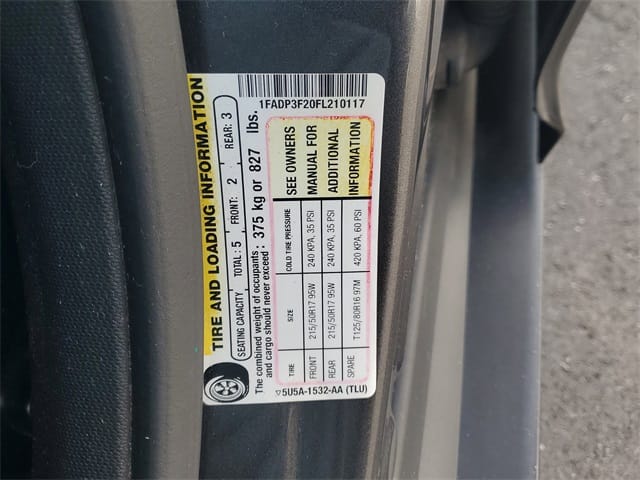 TIRE AND LOADING INFORMATION
SEATING CAPACITY TOTAL: 5 FRONT: 2 REAR: 3
The combined weight of occupants and cargo should never exceed: 375 kg or 827 lbs.
TIRE SIZE COLD TIRE PRESSURE SEE OWNERS
FRONT 215/50R17 95W 240 KPA, 35 PSI MANUAL FOR
REAR 215/50R17 95W 240 KPA, 35 PSI ADDITIONAL
SPARE T125/80R16 97M 420 KPA, 60 PSI INFORMATION
5U5A-1532-AA (TLU)
1FADP3F20FL210117